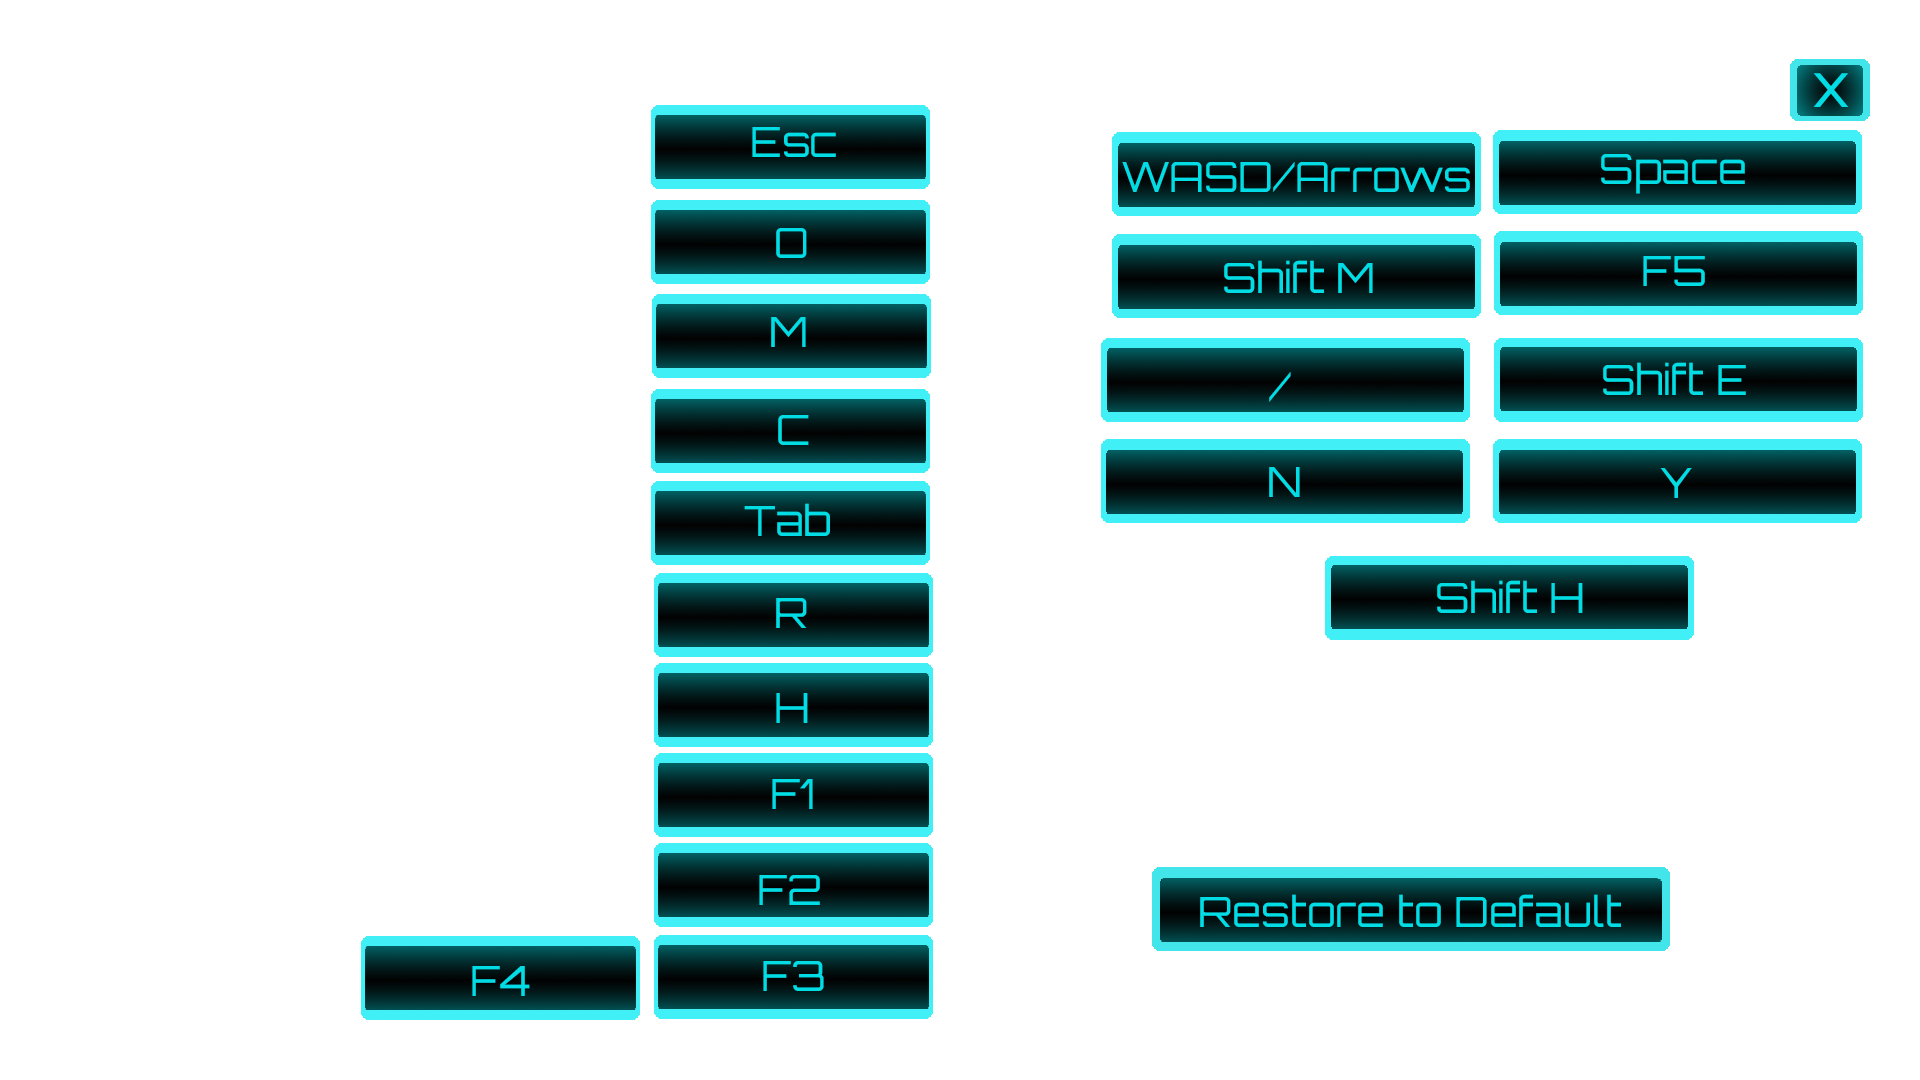 X
Esc
O
M
C
Tab
R
H
F1
F2
F4
F3
WASD/Arrows
Space
Shift M
F5
/
Shift E
N
Y
Shift H
Restore to Default